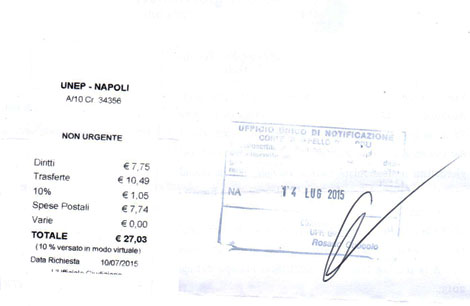 UNEP - NAPOLI
A/10 Cr. 34356
NON URGENTE
Diritti € 7,75
Trasferte € 10,49
10% € 1,05
Spese Postali € 7,74
Varie € 0,00
TOTALE € 27,03
(10 % versato in modo virtuale)
Data Richiesta 10/07/2015
UFFICIO UNICO DI NOTIFICAZIONE
NA 14 LUG 2015